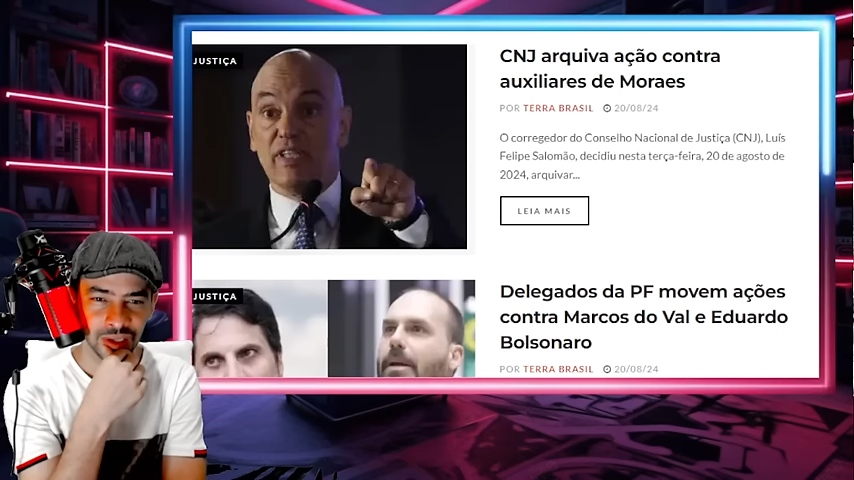 JUSTIÇA
CNJ arquiva ação contra
auxiliares de Moraes
POR TERRA BRASIL 20/08/24
O corregedor do Conselho Nacional de Justiça (CNJ), Luís
Felipe Salomão, decidiu nesta terça-feira, 20 de agosto de
2024, arquivar...
LEIA MAIS
JUSTIÇA
Delegados da PF movem ações
contra Marcos do Val e Eduardo
Bolsonaro
POR TERRA BRASIL 20/08/24